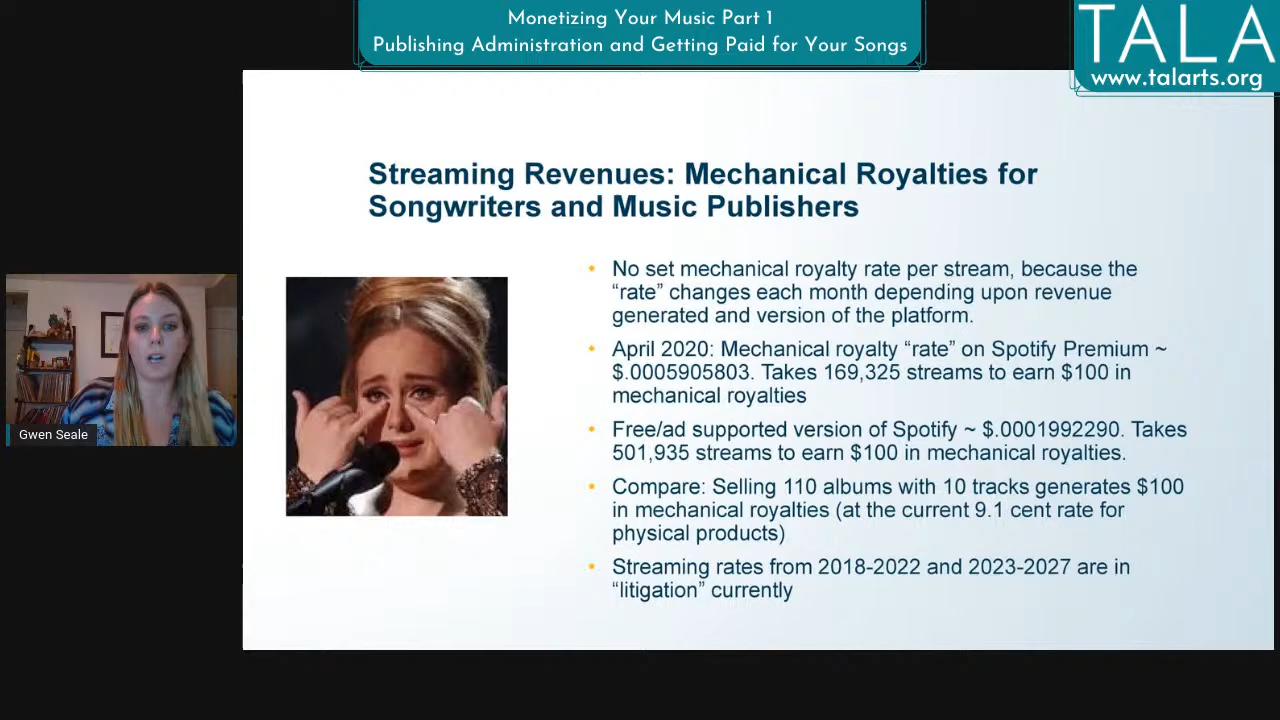 Monetizing Your Music Part 1
Publishing Administration and Getting Paid for Your Songs
TALA
www.talarts.org
Streaming Revenues: Mechanical Royalties for
Songwriters and Music Publishers
• No set mechanical royalty rate per stream, because the
“rate” changes each month depending upon revenue
generated and version of the platform.
• April 2020: Mechanical royalty “rate” on Spotify Premium ~
$.0005905803. Takes 169,325 streams to earn $100 in
mechanical royalties
• Free/ad supported version of Spotify ~ $.0001992290. Takes
501,935 streams to earn $100 in mechanical royalties.
• Compare: Selling 110 albums with 10 tracks generates $100
in mechanical royalties (at the current 9.1 cent rate for
physical products)
• Streaming rates from 2018-2022 and 2023-2027 are in
“litigation” currently
Gwen Seale